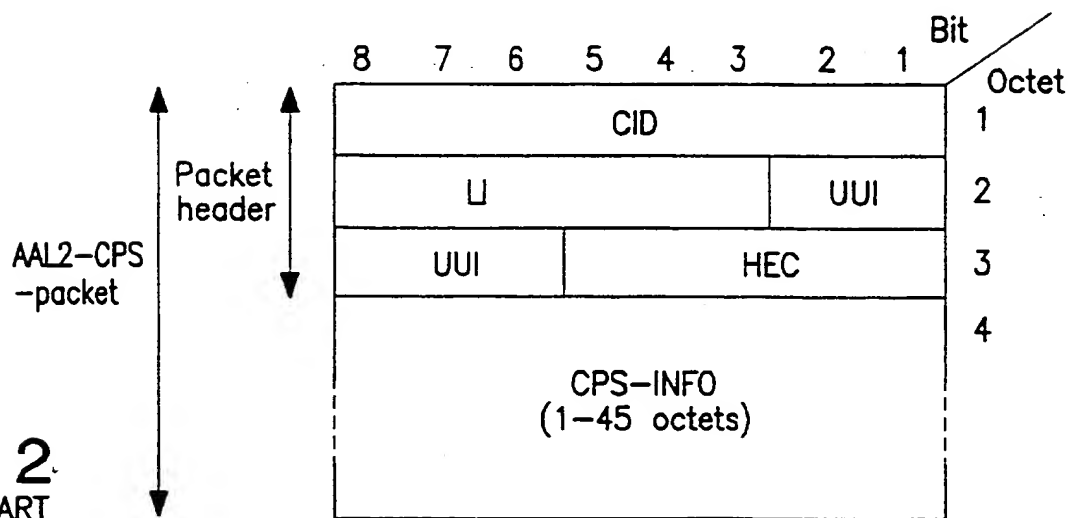 Bit
8 7 6 5 4 3 2 1
Octet
CID 1
LI UUI 2
Packet
header
UUI HEC 3
AAL2-CPS
-packet
4
CPS-INFO
(1-45 octets)
2
ART